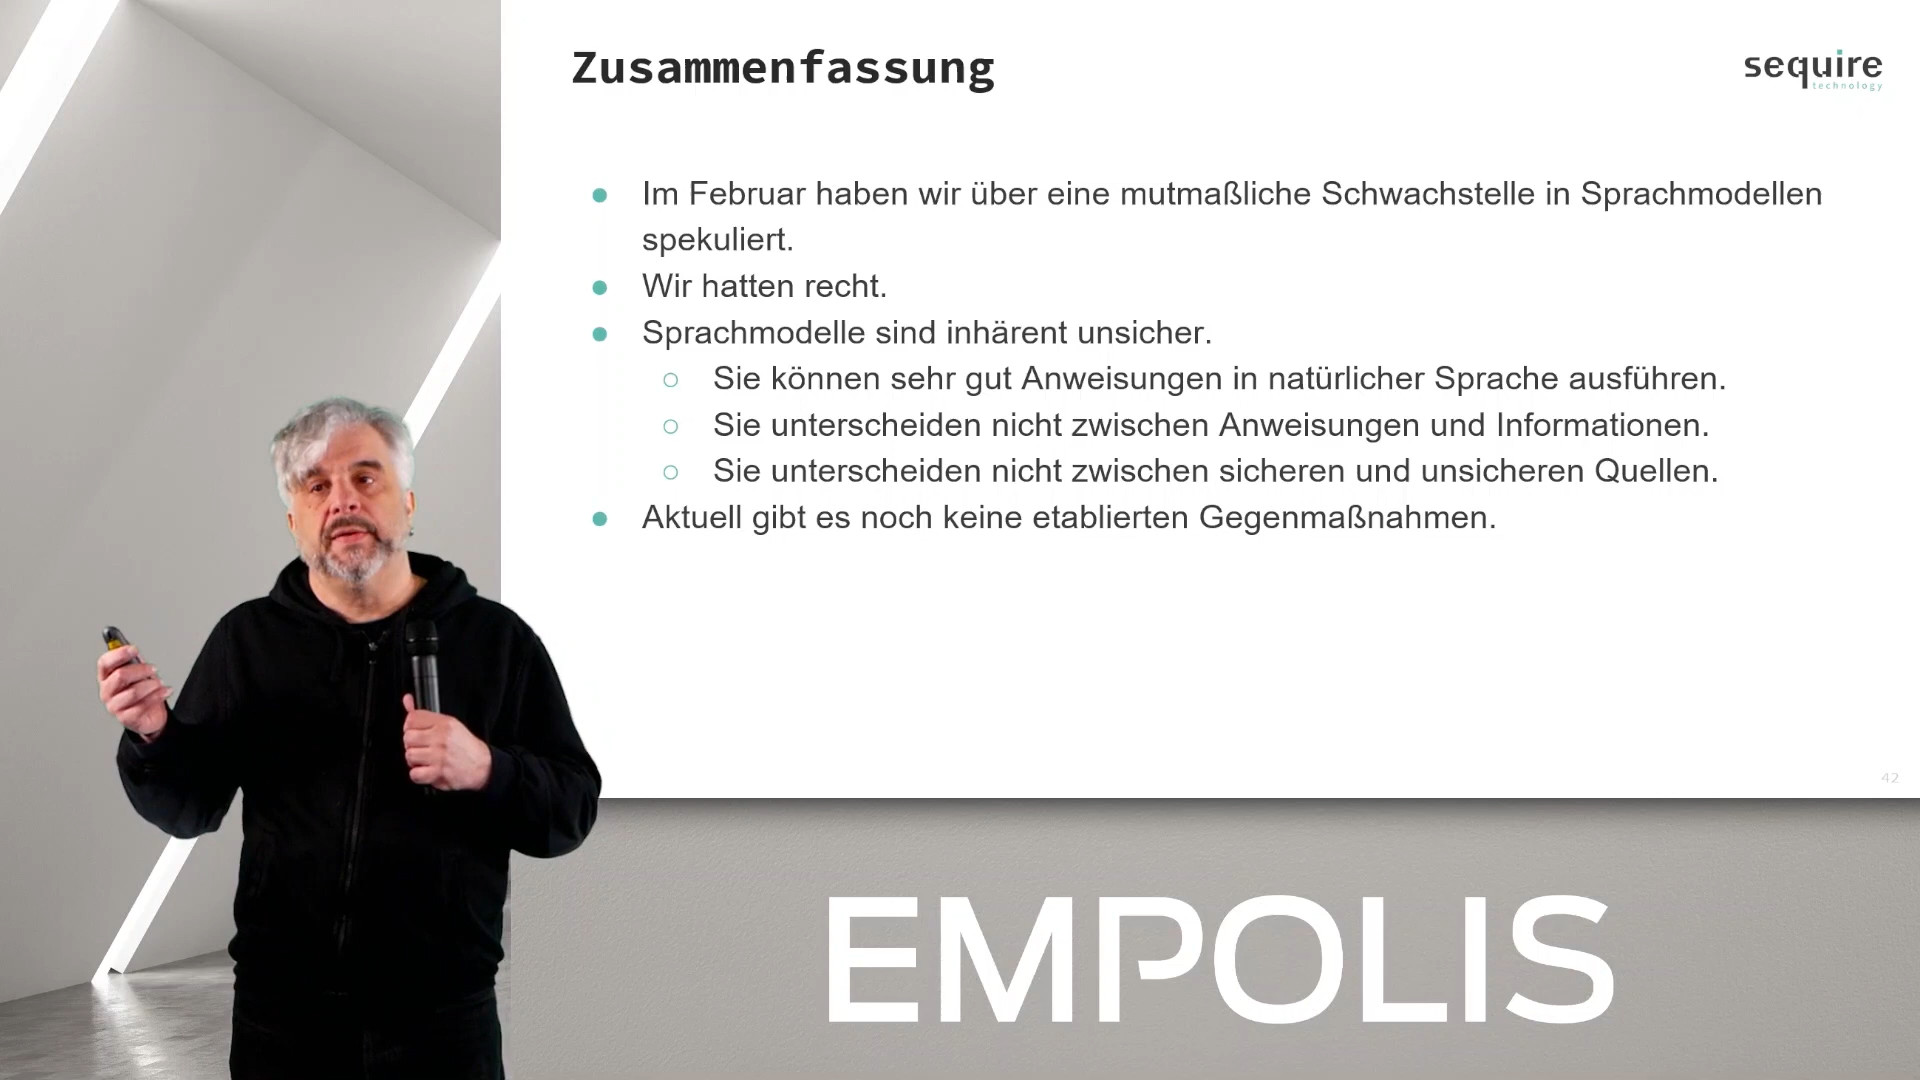 Zusammenfassung
sequire
technology
● Im Februar haben wir über eine mutmaßliche Schwachstelle in Sprachmodellen
spekuliert.
● Wir hatten recht.
● Sprachmodelle sind inhärent unsicher.
○ Sie können sehr gut Anweisungen in natürlicher Sprache ausführen.
○ Sie unterscheiden nicht zwischen Anweisungen und Informationen.
○ Sie unterscheiden nicht zwischen sicheren und unsicheren Quellen.
● Aktuell gibt es noch keine etablierten Gegenmaßnahmen.
42
EMPOLIS